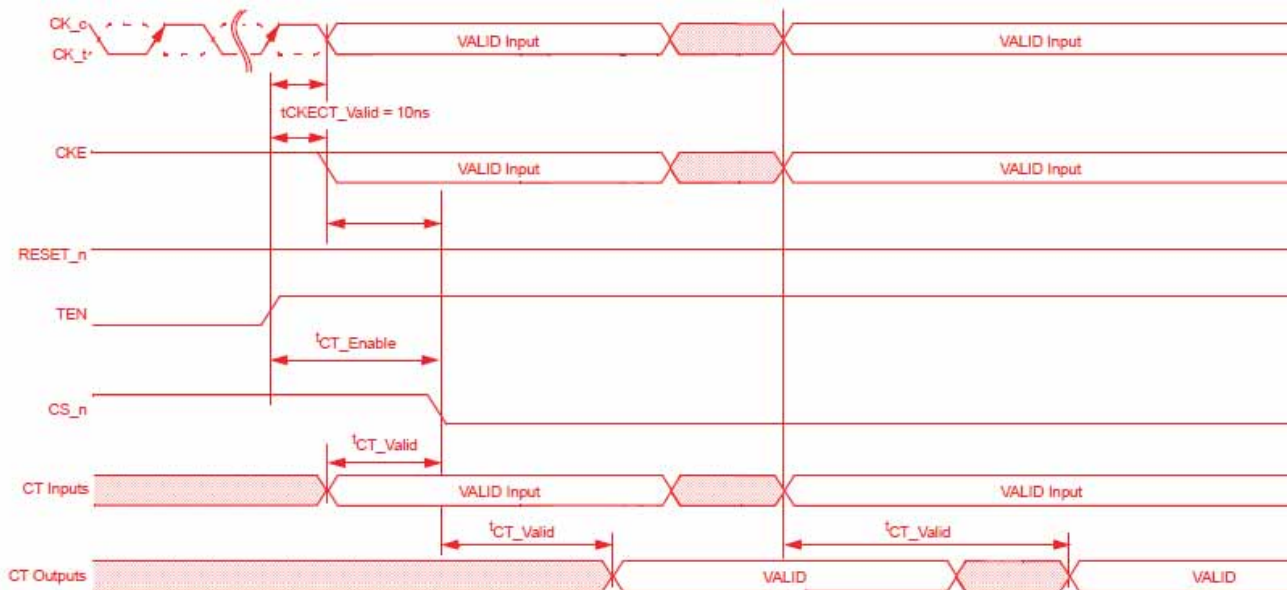 CK_c
CK_t
VALID Input
VALID Input
tCKECT_Valid = 10ns
CKE
VALID Input
VALID Input
RESET_n
TEN
tCT_Enable
CS_n
tCT_Valid
CT Inputs
VALID Input
VALID Input
tCT_Valid
tCT_Valid
CT Outputs
VALID
VALID